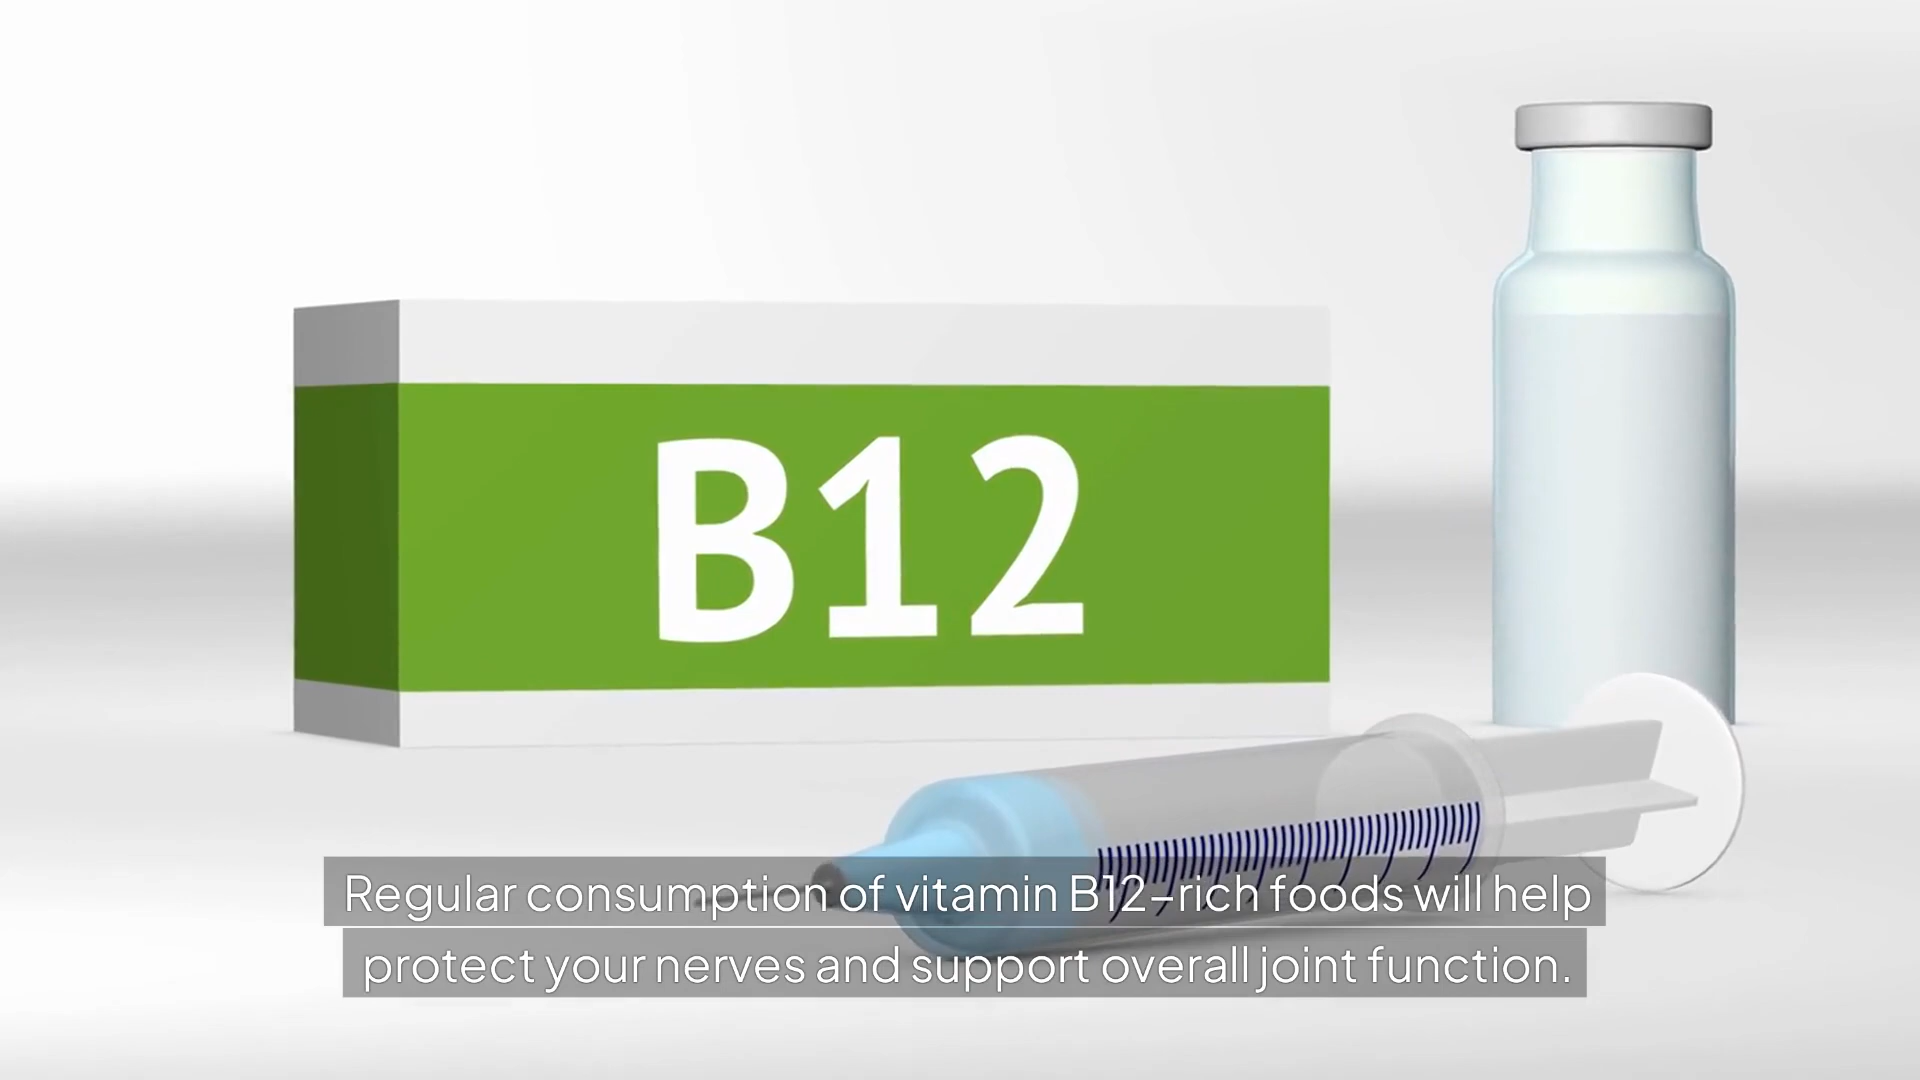 B12
Regular consumption of vitamin B12-rich foods will help
protect your nerves and support overall joint function.